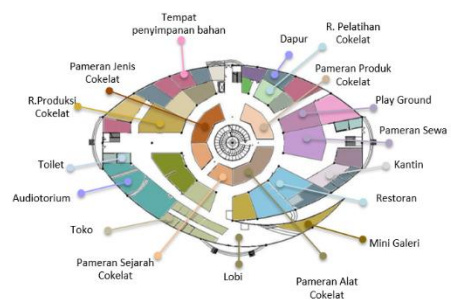 Tempat
penyimpanan bahan
Dapur
R. Pelatihan
Cokelat
Pameran Jenis
Cokelat
Pameran Produk
Cokelat
R.Produksi
Cokelat
Play Ground
Pameran Sewa
Toilet
Kantin
Audiotorium
Restoran
Toko
Mini Galeri
Pameran Sejarah
Cokelat
Lobi
Pameran Alat
Cokelat